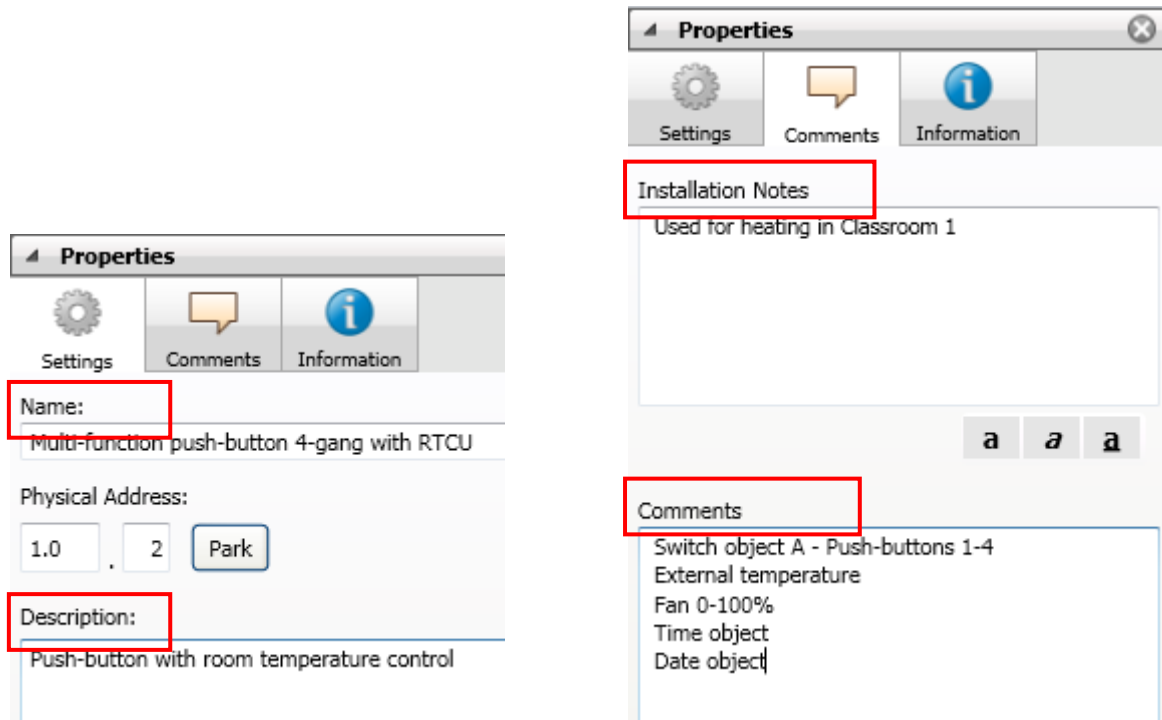 Properties
Settings
Comments
Information
Name:
Multi-function push-button 4-gang with RTCU
Physical Address:
1.0 . 2 Park
Description:
Push-button with room temperature control
Properties
Settings
Comments
Information
Installation Notes
Used for heating in Classroom 1
a a a
Comments
Switch object A - Push-buttons 1-4
External temperature
Fan 0-100%
Time object
Date object